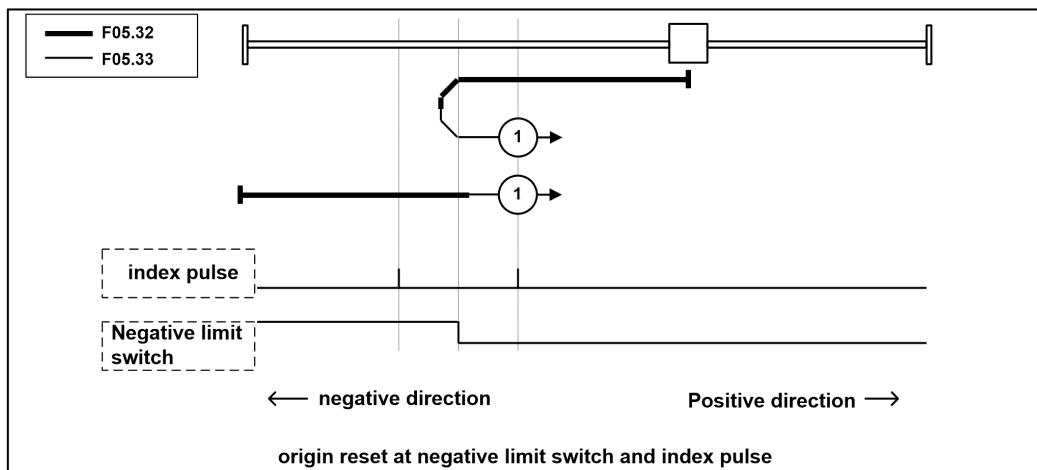 F05.32
F05.33
1
1
index pulse
Negative limit
switch
negative direction
Positive direction
origin reset at negative limit switch and index pulse